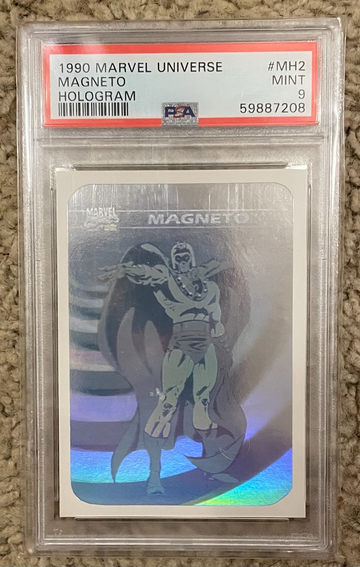 1990 MARVEL UNIVERSE #MH2
MAGNETO MINT
HOLOGRAM 9
PSA 59887208
MARVEL
MAGNETO